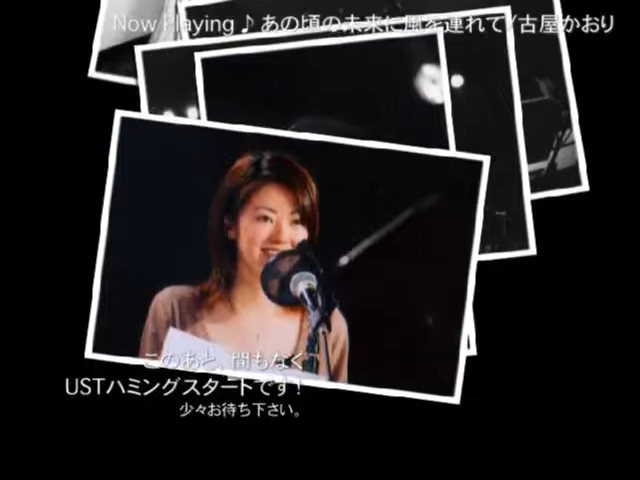 Now Playing♪あの頃の未来に風を連れて/古屋かおり
このあと、間もなく
USTハミングスタートです!
少々お待ち下さい。